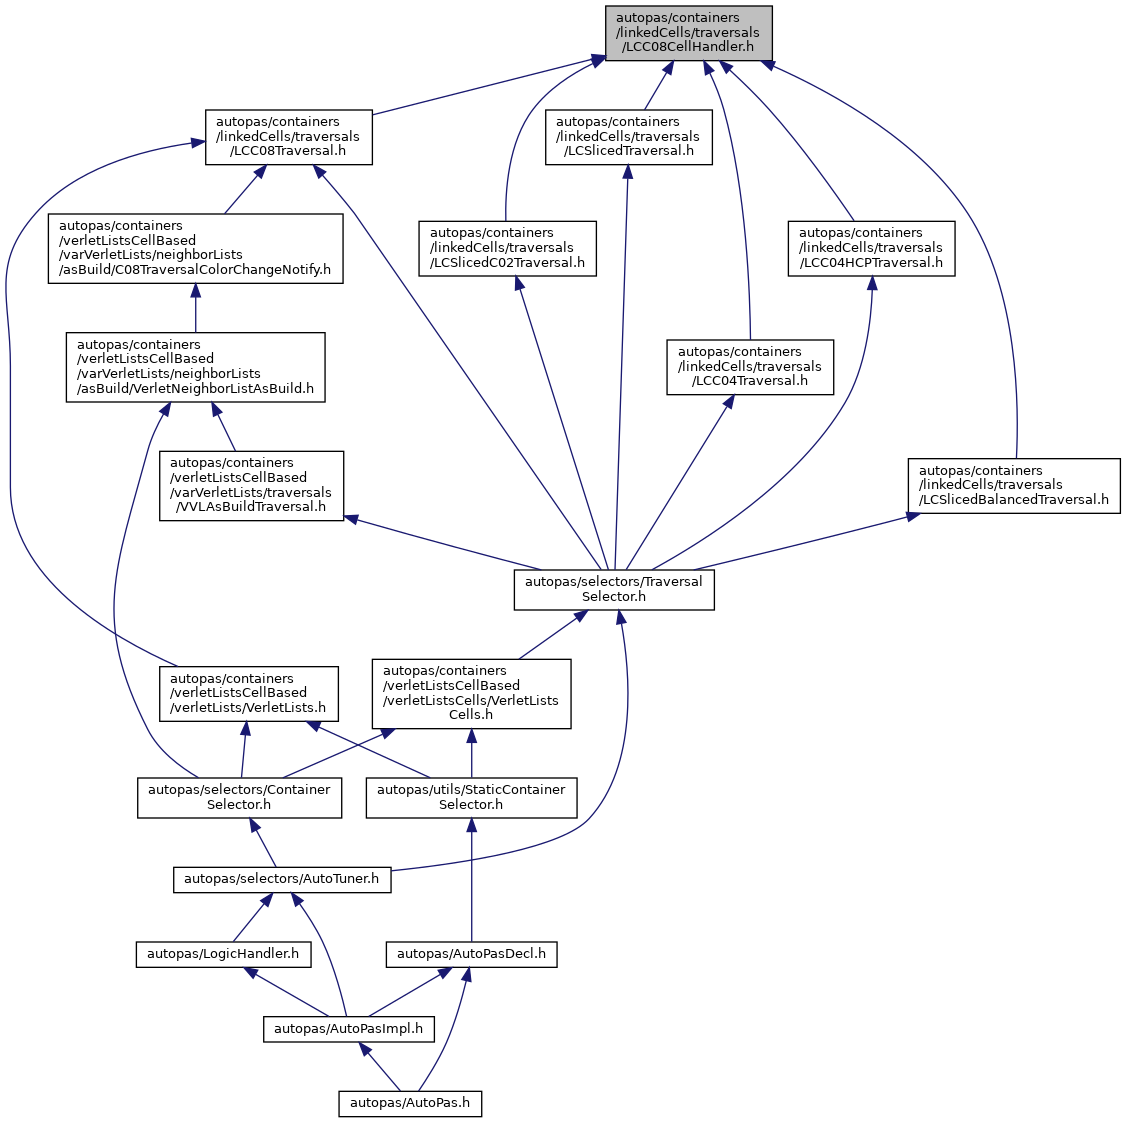 autopas/containers
/linkedCells/traversals
/LCC08CellHandler.h
autopas/containers
/linkedCells/traversals
/LCC08Traversal.h
autopas/containers
/linkedCells/traversals
/LCSlicedTraversal.h
autopas/containers
/verletListsCellBased
/varVerletLists/neighborLists
/asBuild/C08TraversalColorChangeNotify.h
autopas/containers
/linkedCells/traversals
/LCSlicedC02Traversal.h
autopas/containers
/linkedCells/traversals
/LCC04HCPTraversal.h
autopas/containers
/verletListsCellBased
/varVerletLists/neighborLists
/asBuild/VerletNeighborListAsBuild.h
autopas/containers
/linkedCells/traversals
/LCC04Traversal.h
autopas/containers
/verletListsCellBased
/varVerletLists/traversals
/VVLAsBuildTraversal.h
autopas/containers
/linkedCells/traversals
/LCSlicedBalancedTraversal.h
autopas/selectors/Traversal
Selector.h
autopas/containers
/verletListsCellBased
/verletLists/VerletLists.h
autopas/containers
/verletListsCellBased
/verletListsCells/VerletLists
Cells.h
autopas/selectors/Container
Selector.h
autopas/utils/StaticContainer
Selector.h
autopas/selectors/AutoTuner.h
autopas/LogicHandler.h
autopas/AutoPasDecl.h
autopas/AutoPasImpl.h
autopas/AutoPas.h